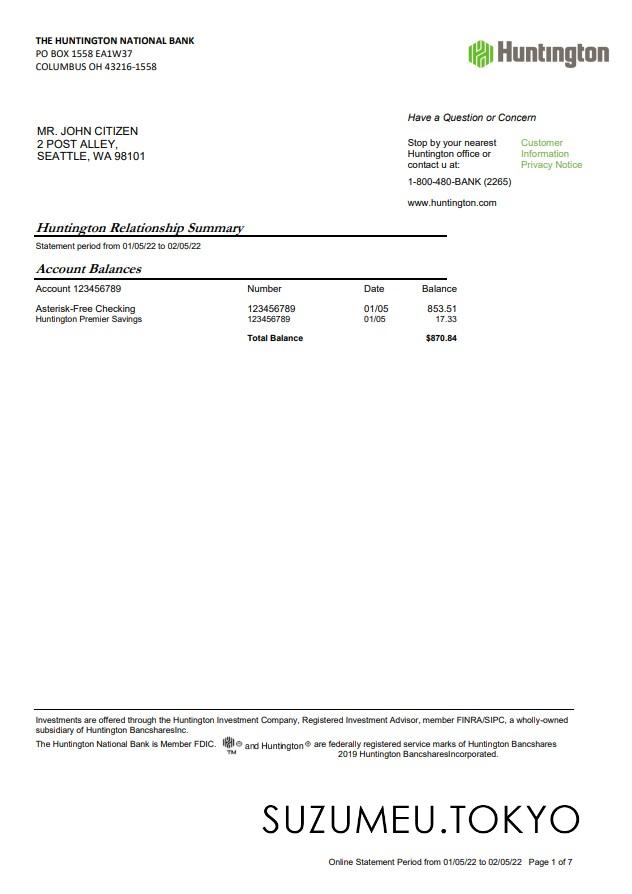 THE HUNTINGTON NATIONAL BANK
PO BOX 1558 EA1W37
COLUMBUS OH 43216-1558
Huntington
Have a Question or Concern
MR. JOHN CITIZEN
2 POST ALLEY,
SEATTLE, WA 98101
Stop by your nearest
Huntington office or
contact u at:
Customer
Information
Privacy Notice
1-800-480-BANK (2265)
www.huntington.com
Huntington Relationship Summary
Statement period from 01/05/22 to 02/05/22
Account Balances
Account 123456789 Number Date Balance
Asterisk-Free Checking 123456789 01/05 853.51
Huntington Premier Savings 123456789 01/05 17.33
Total Balance $870.84
Investments are offered through the Huntington Investment Company, Registered Investment Advisor, member FINRA/SIPC, a wholly-owned
subsidiary of Huntington BancsharesInc.
The Huntington National Bank is Member FDIC. ®™ and Huntington® are federally registered service marks of Huntington Bancshares
2019 Huntington BancsharesIncorporated.
SUZUMEU.TOKYO
Online Statement Period from 01/05/22 to 02/05/22 Page 1 of 7